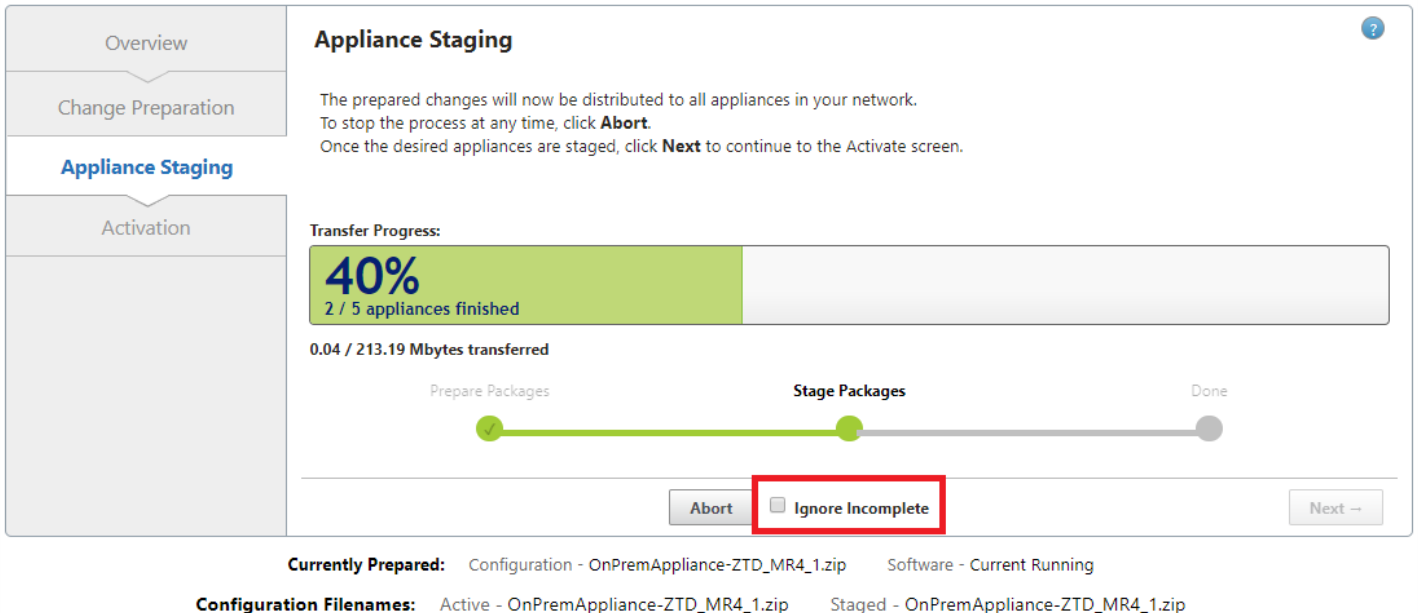 Overview
Change Preparation
Appliance Staging
Activation
Appliance Staging
?
The prepared changes will now be distributed to all appliances in your network.
To stop the process at any time, click Abort.
Once the desired appliances are staged, click Next to continue to the Activate screen.
Transfer Progress:
40%
2 / 5 appliances finished
0.04 / 213.19 Mbytes transferred
Prepare Packages Stage Packages Done
Abort Ignore Incomplete Next →
Currently Prepared: Configuration - OnPremAppliance-ZTD_MR4_1.zip Software - Current Running
Configuration Filenames: Active - OnPremAppliance-ZTD_MR4_1.zip Staged - OnPremAppliance-ZTD_MR4_1.zip